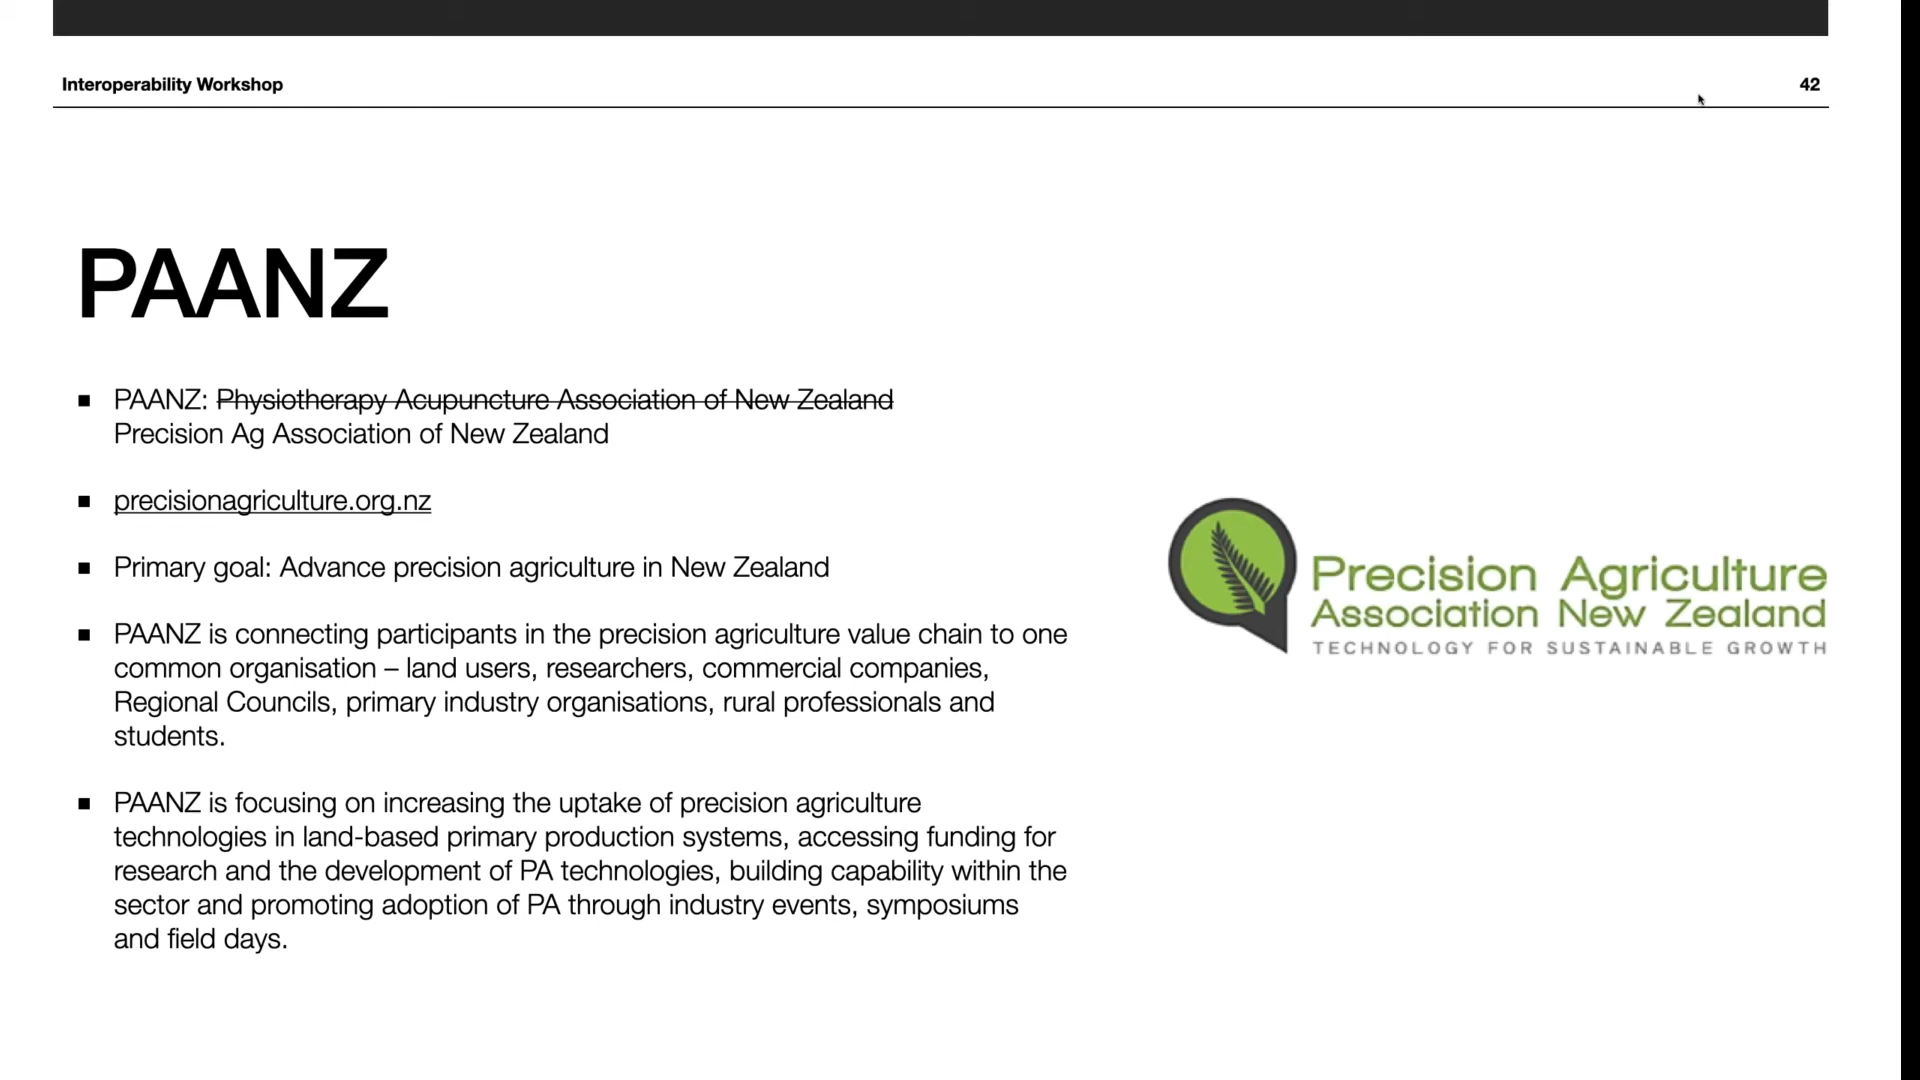 Interoperability Workshop
42
PAANZ
PAANZ: Physiotherapy Acupuncture Association of New Zealand
Precision Ag Association of New Zealand
precisionagriculture.org.nz
Primary goal: Advance precision agriculture in New Zealand
PAANZ is connecting participants in the precision agriculture value chain to one
common organisation – land users, researchers, commercial companies,
Regional Councils, primary industry organisations, rural professionals and
students.
PAANZ is focusing on increasing the uptake of precision agriculture
technologies in land-based primary production systems, accessing funding for
research and the development of PA technologies, building capability within the
sector and promoting adoption of PA through industry events, symposiums
and field days.
Precision Agriculture
Association New Zealand
TECHNOLOGY FOR SUSTAINABLE GROWTH